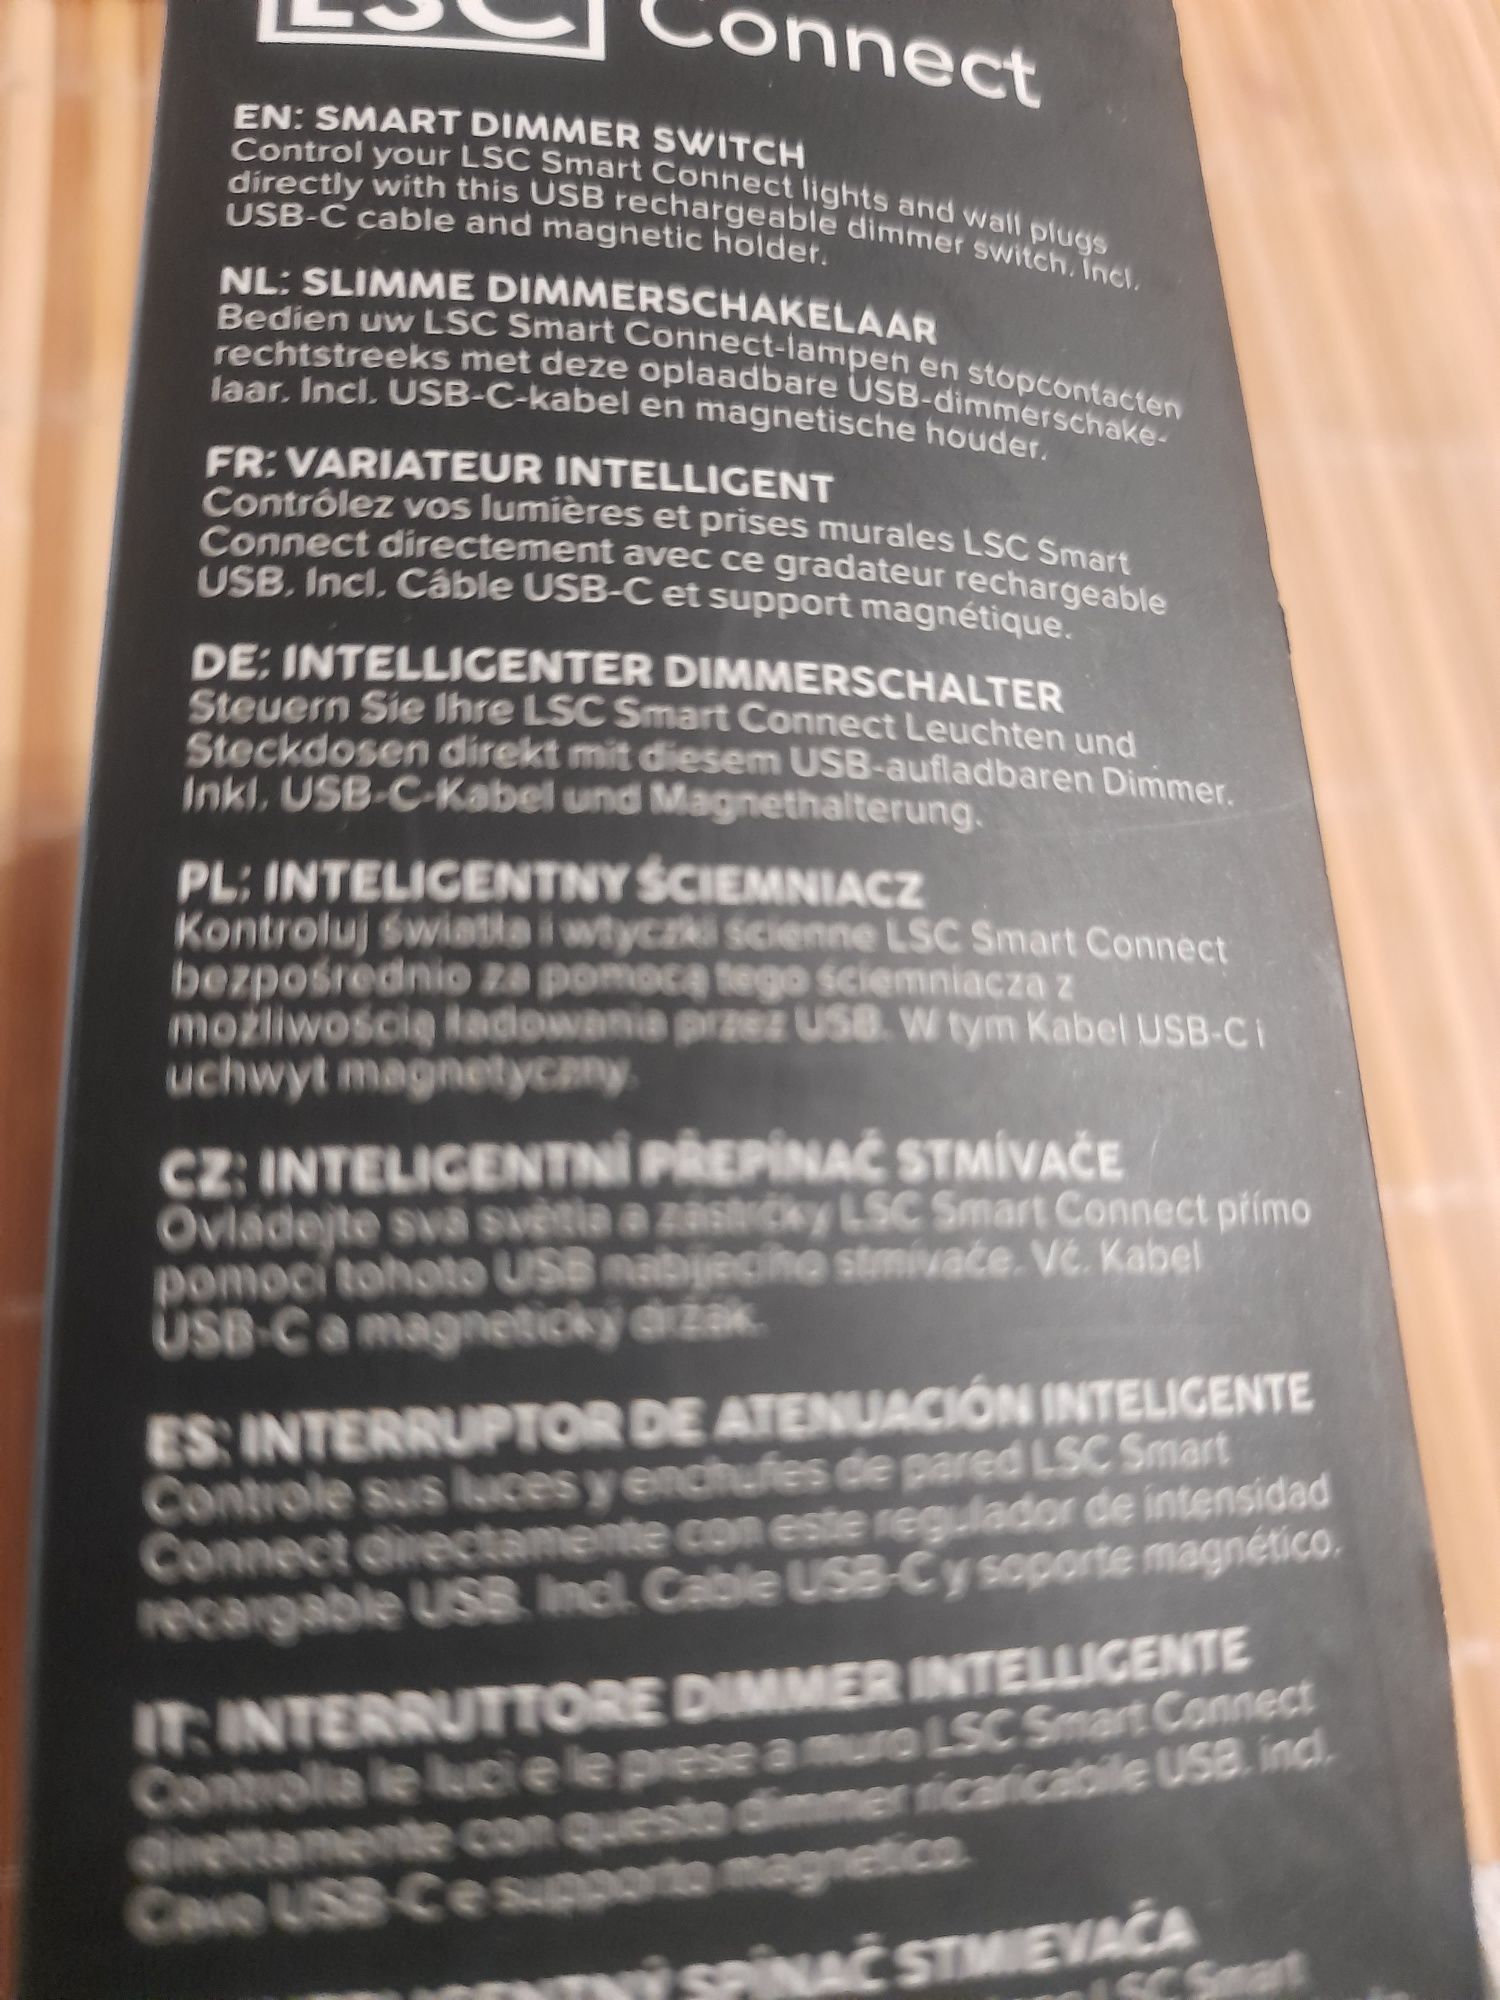 LSC Connect
EN: SMART DIMMER SWITCH
Control your LSC Smart Connect lights and wall plugs
directly with this USB rechargeable dimmer switch. Incl.
USB-C cable and magnetic holder.
NL: SLIMME DIMMERSCHAKELAAR
Bedien uw LSC Smart Connect-lampen en stopcontacten
rechtstreeks met deze oplaadbare USB-dimmerschake-
laar. Incl. USB-C-kabel en magnetische houder.
FR: VARIATEUR INTELLIGENT
Contrôlez vos lumières et prises murales LSC Smart
Connect directement avec ce gradateur rechargeable
USB. Incl. Câble USB-C et support magnétique.
DE: INTELLIGENTER DIMMERSCHALTER
Steuern Sie Ihre LSC Smart Connect Leuchten und
Steckdosen direkt mit diesem USB-aufladbaren Dimmer.
Inkl. USB-C-Kabel und Magnethalterung.
PL: INTELIGENTNY ŚCIEMNIACZ
Kontroluj światła i wtyczki ścienne LSC Smart Connect
bezpośrednio za pomocą tego ściemniacza z
możliwością ładowania przez USB. W tym Kabel USB-C i
uchwyt magnetyczny.
CZ: INTELIGENTNÍ PŘEPÍNAČ STMÍVAČE
Ovládejte svá světla a zástrčky LSC Smart Connect přímo
pomocí tohoto USB nabíjecího stmívače. Vč. Kabel
USB-C a magnetický držák.
ES: INTERRUPTOR DE ATENUACIÓN INTELIGENTE
Controle sus luces y enchufes de pared LSC Smart
Connect directamente con este regulador de intensidad
recargable USB. Incl. Cable USB-C y soporte magnético.
IT: INTERRUTTORE DIMMER INTELLIGENTE
Controlla le luci e le prese a muro LSC Smart Connect
direttamente con questo dimmer ricaricabile USB. incl.
Cavo USB-C e supporto magnetico.
SPÍNAČ STMIEVAČA
LSC Smart